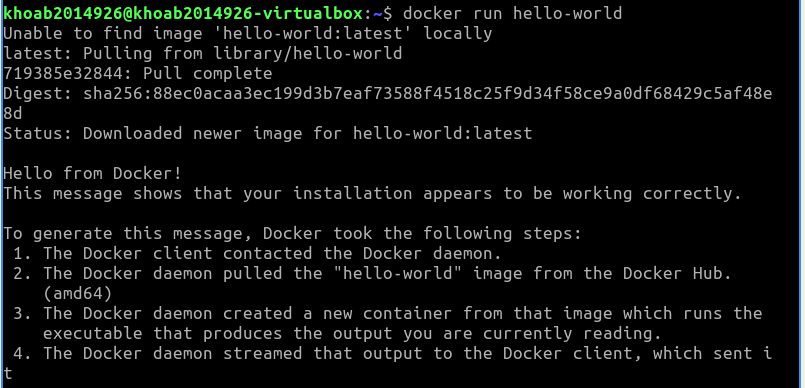 khoab2014926@khoab2014926-virtualbox:~$ docker run hello-world
Unable to find image 'hello-world:latest' locally
latest: Pulling from library/hello-world
719385e32844: Pull complete
Digest: sha256:88ec0acaa3ec199d3b7eaf73588f4518c25f9d34f58ce9a0df68429c5af48e
8d
Status: Downloaded newer image for hello-world:latest

Hello from Docker!
This message shows that your installation appears to be working correctly.

To generate this message, Docker took the following steps:
 1. The Docker client contacted the Docker daemon.
 2. The Docker daemon pulled the "hello-world" image from the Docker Hub.
    (amd64)
 3. The Docker daemon created a new container from that image which runs the
    executable that produces the output you are currently reading.
 4. The Docker daemon streamed that output to the Docker client, which sent i
t